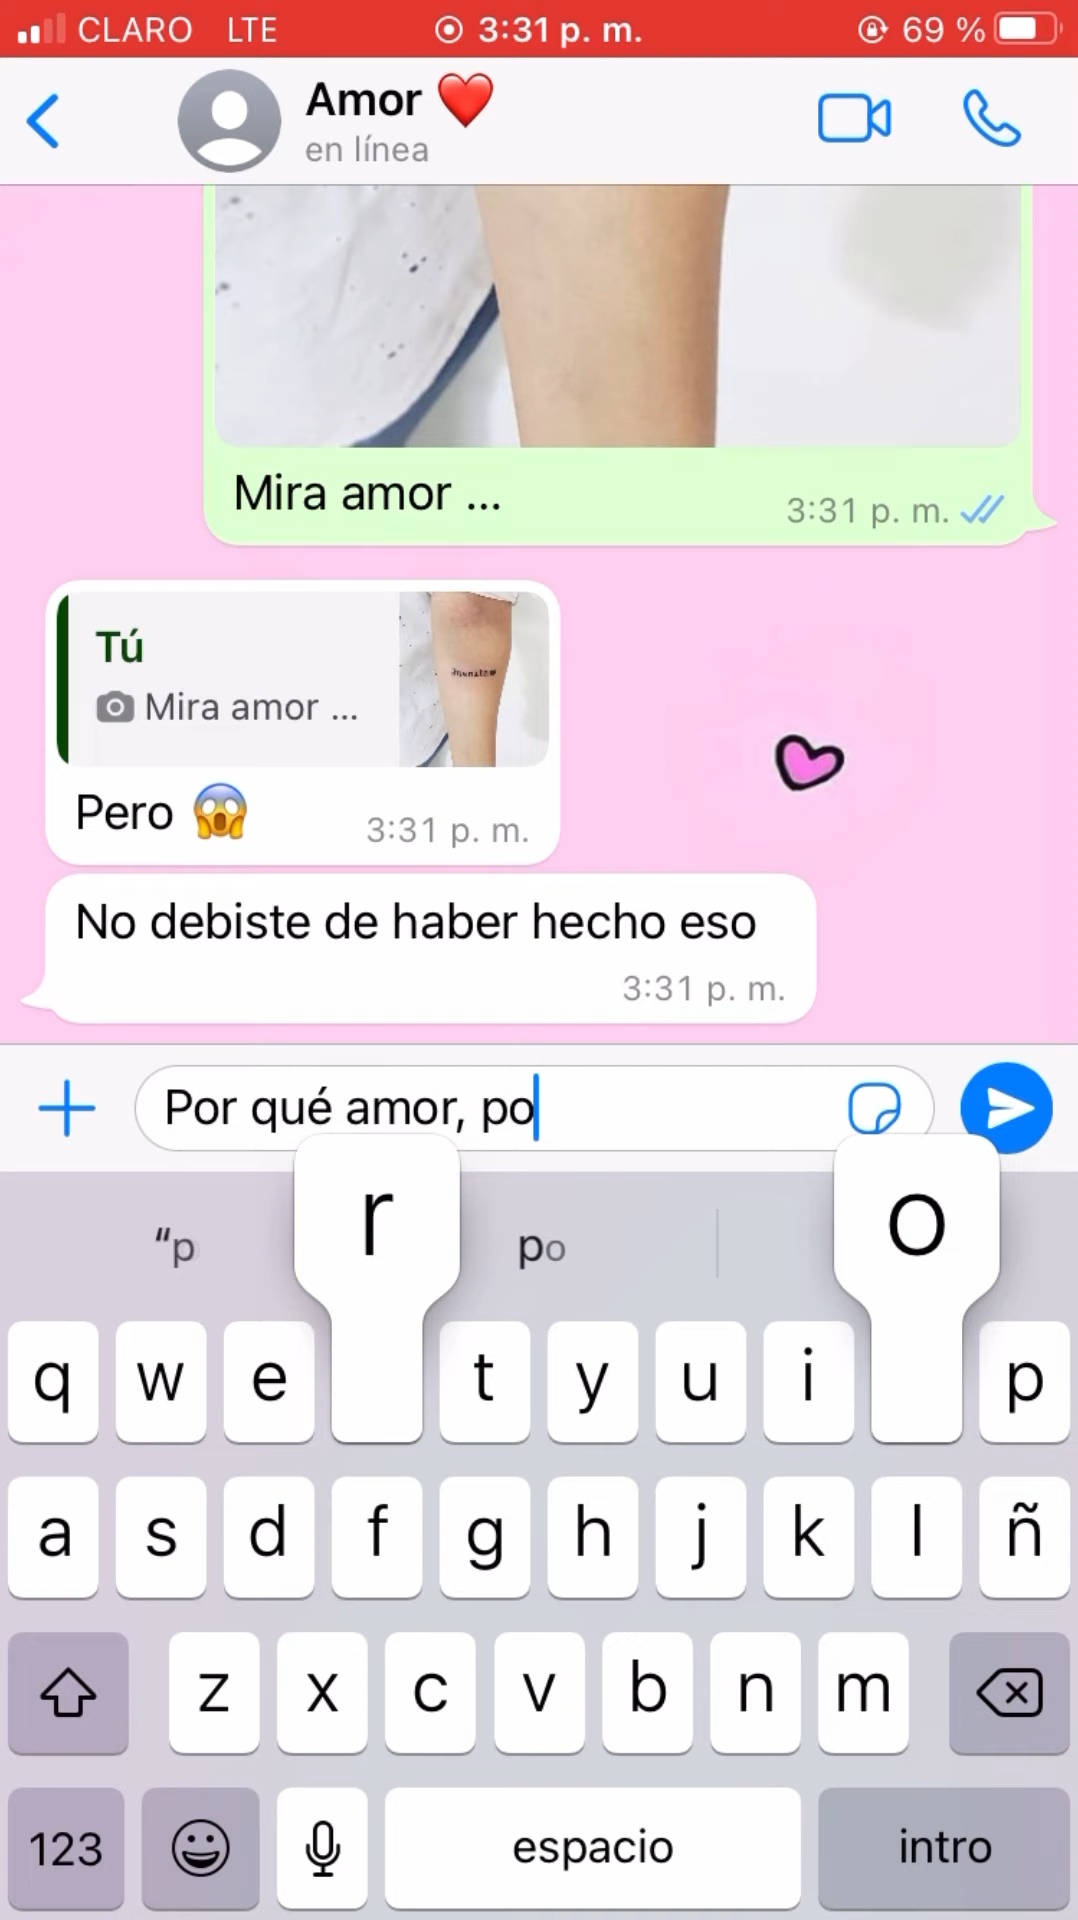 CLARO LTE 3:31 p. m. 69 %
Amor ❤️
en línea
Mira amor ...
3:31 p. m.
Tú
Mira amor ...
Pero 😱
3:31 p. m.
No debiste de haber hecho eso
3:31 p. m.
Por qué amor, po
r o
“p po
q w e t y u i p
a s d f g h j k l ñ
z x c v b n m
123 espacio intro